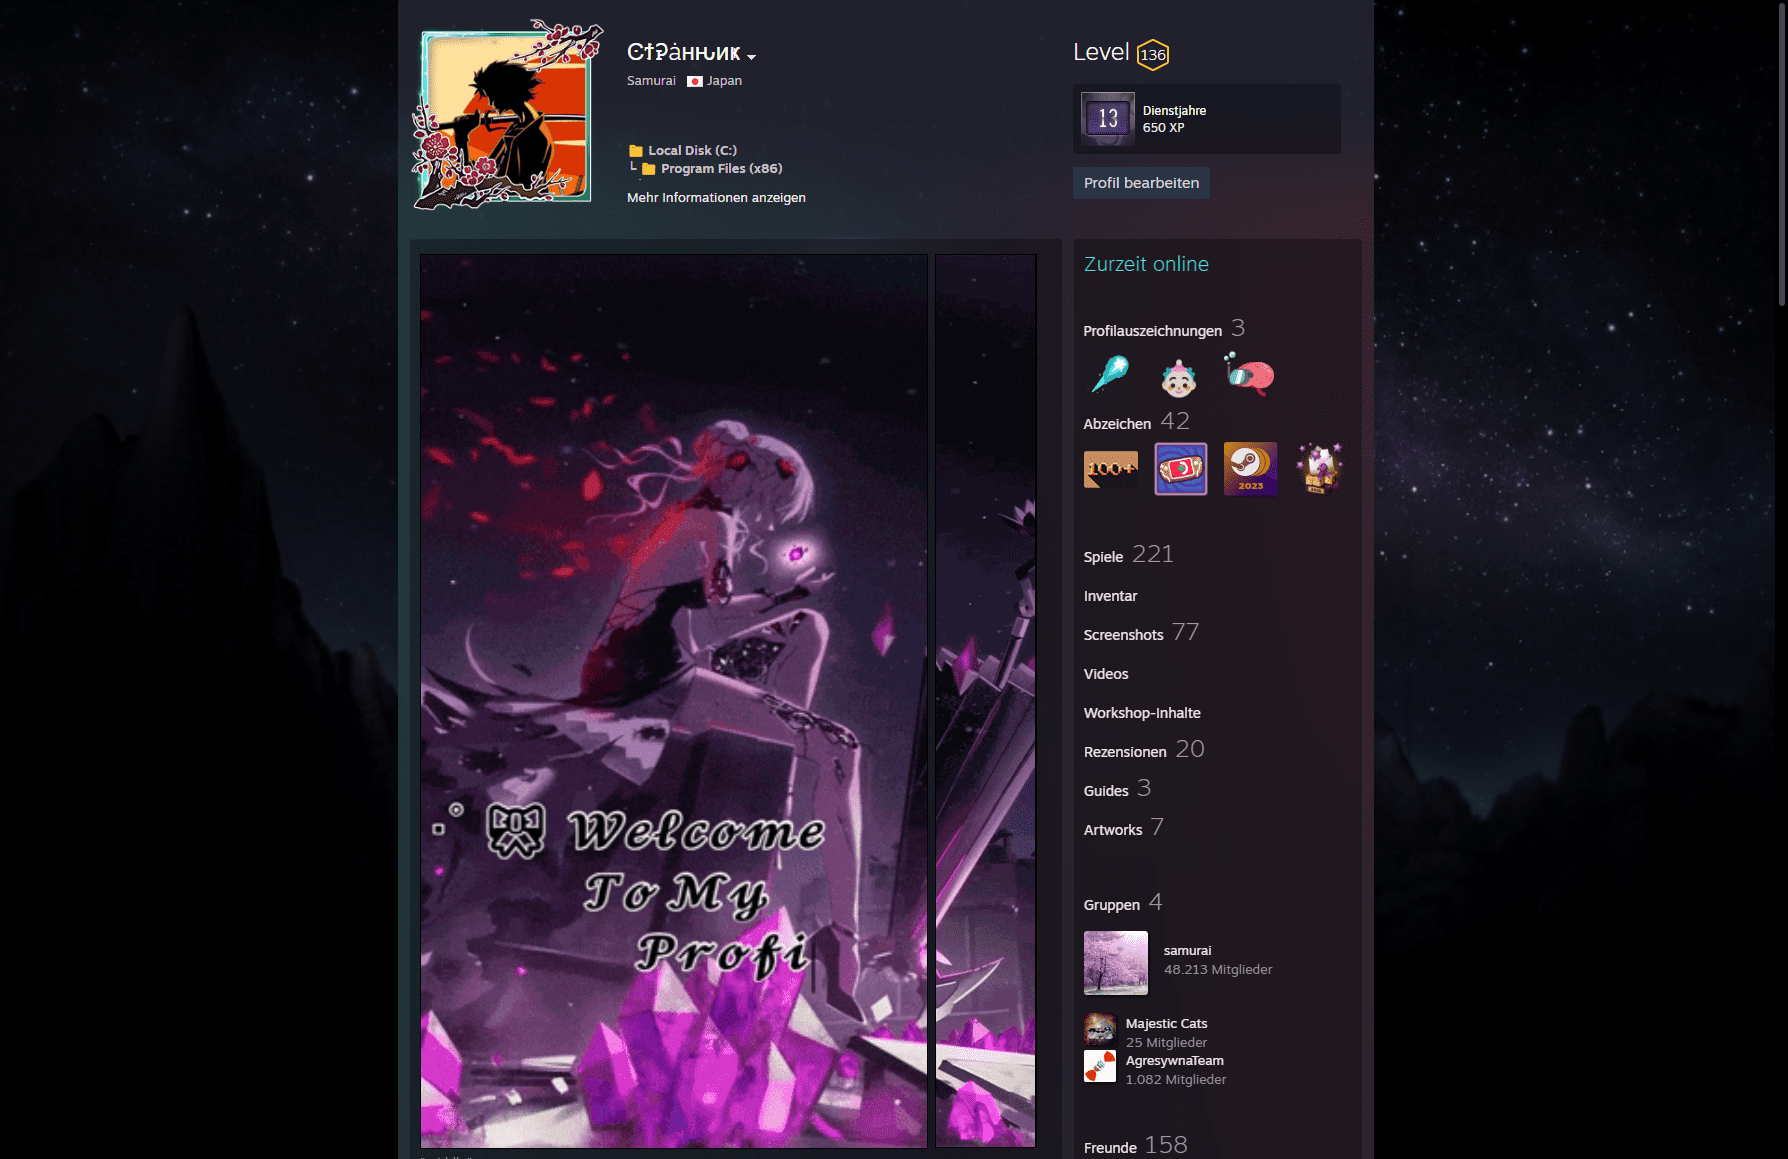 Ꞓϯⱀȧнԋиҝ
Samurai Japan
Local Disk (C:)
└ Program Files (x86)
Mehr Informationen anzeigen
Level 136
13
Dienstjahre
650 XP
Profil bearbeiten
Welcome
To My
Profi
Zurzeit online
Profilauszeichnungen 3
Abzeichen 42
100+
2023
Spiele 221
Inventar
Screenshots 77
Videos
Workshop-Inhalte
Rezensionen 20
Guides 3
Artworks 7
Gruppen 4
samurai
48.213 Mitglieder
Majestic Cats
25 Mitglieder
AgresywnaTeam
1.082 Mitglieder
Freunde 158